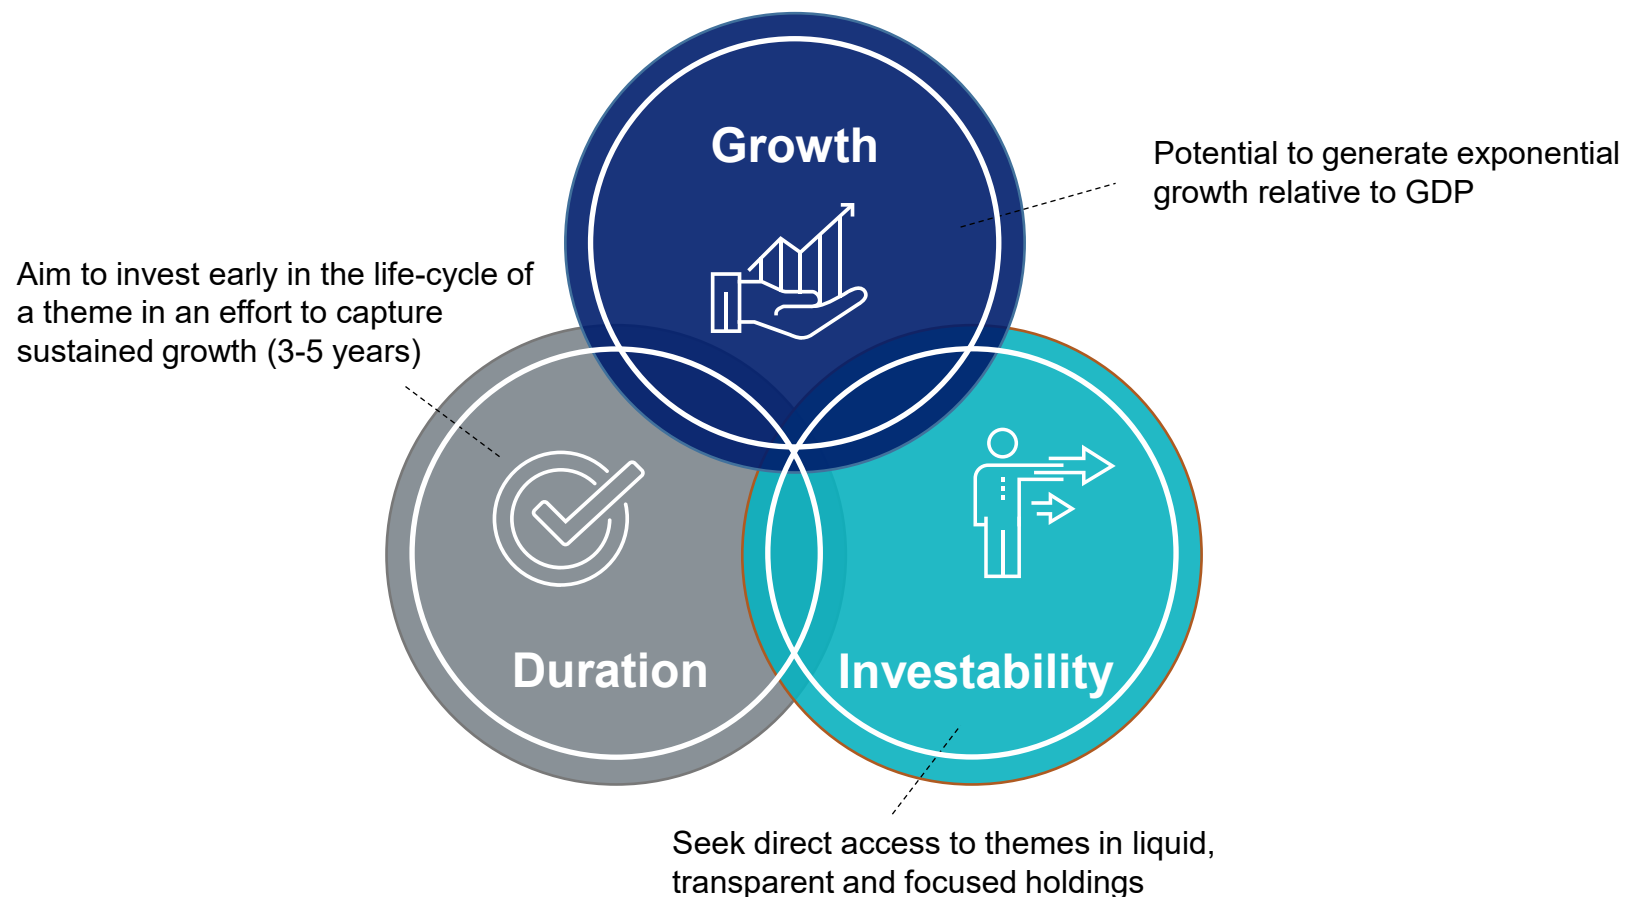 Growth
Potential to generate exponential
growth relative to GDP
Aim to invest early in the life-cycle of
a theme in an effort to capture
sustained growth (3-5 years)
Duration
Investability
Seek direct access to themes in liquid,
transparent and focused holdings